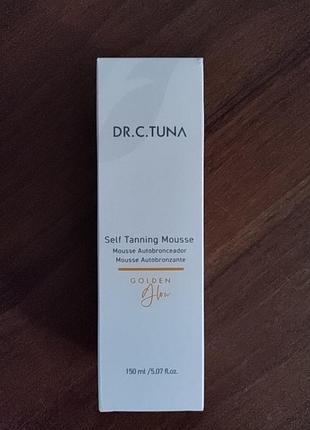 DR.C.TUNA
Self Tanning Mousse
Mousse Autobronceador
Mousse Autobronzante
GOLDEN
Glow
150 ml /5.07 fl.oz.